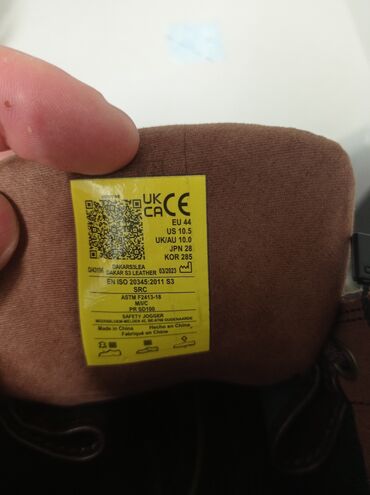 UK
CA CE
EU 44
US 10.5
UK/AU 10.0
JPN 28
KOR 285
DAKARS3LEA
DAKAR S3 LEATHER 03/2023
EN ISO 20345:2011 S3
SRC
ASTM F2413-18
M/I/C
PR SD100
SAFETY JOGGER
Made in China Hecho en China
Fabriqué en Chine